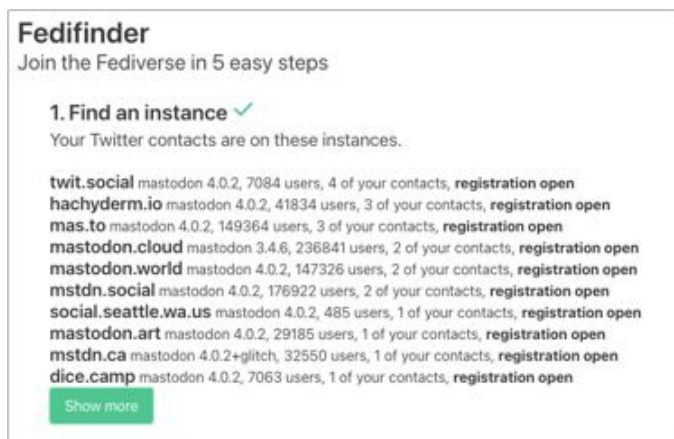 Fedifinder
Join the Fediverse in 5 easy steps
1. Find an instance ✓
Your Twitter contacts are on these instances.
twit.social mastodon 4.0.2, 7084 users, 4 of your contacts, registration open
hachyderm.io mastodon 4.0.2, 41834 users, 3 of your contacts, registration open
mas.to mastodon 4.0.2, 149364 users, 3 of your contacts, registration open
mastodon.cloud mastodon 3.4.6, 236841 users, 2 of your contacts, registration open
mastodon.world mastodon 4.0.2, 147326 users, 2 of your contacts, registration open
mstdn.social mastodon 4.0.2, 176922 users, 2 of your contacts, registration open
social.seattle.wa.us mastodon 4.0.2, 485 users, 1 of your contacts, registration open
mastodon.art mastodon 4.0.2, 29185 users, 1 of your contacts, registration open
mstdn.ca mastodon 4.0.2+glitch, 32550 users, 1 of your contacts, registration open
dice.camp mastodon 4.0.2, 7063 users, 1 of your contacts, registration open
Show more